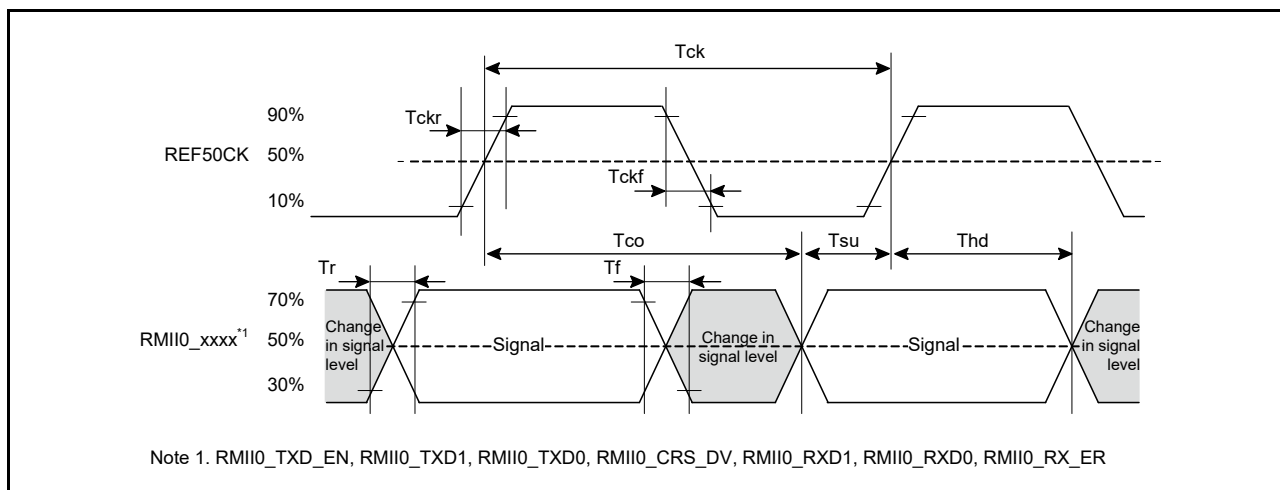 Tck
90%
Tckr
REF50CK 50%
Tckf
10%
Tco Tsu Thd
Tr Tf
70%
Change in signal level
RMII0_xxxx*1 50% Signal
Change in signal level
Signal
Change in signal level
30%
Note 1. RMII0_TXD_EN, RMII0_TXD1, RMII0_TXD0, RMII0_CRS_DV, RMII0_RXD1, RMII0_RXD0, RMII0_RX_ER